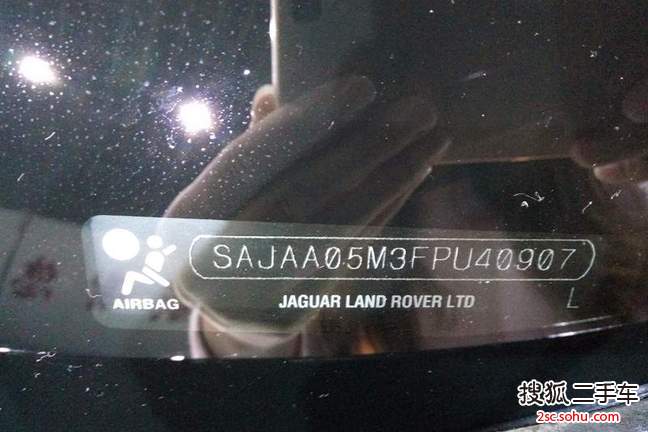 SAJAA05M3FPU40907
AIRBAG
JAGUAR LAND ROVER LTD
L
搜狐 二手车
2sc.sohu.com